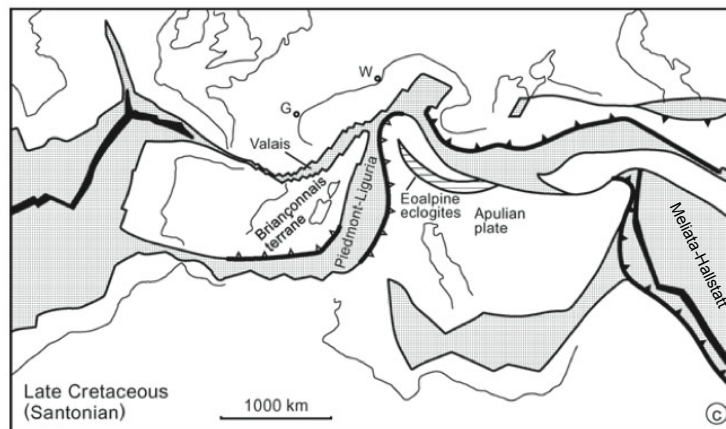 W
G
Valais
Briançonnais
terrane
Piedmont-Liguria
Eoalpine
eclogites
Apulian
plate
Meliata-Hallstatt
Late Cretaceous
(Santonian)
1000 km
c